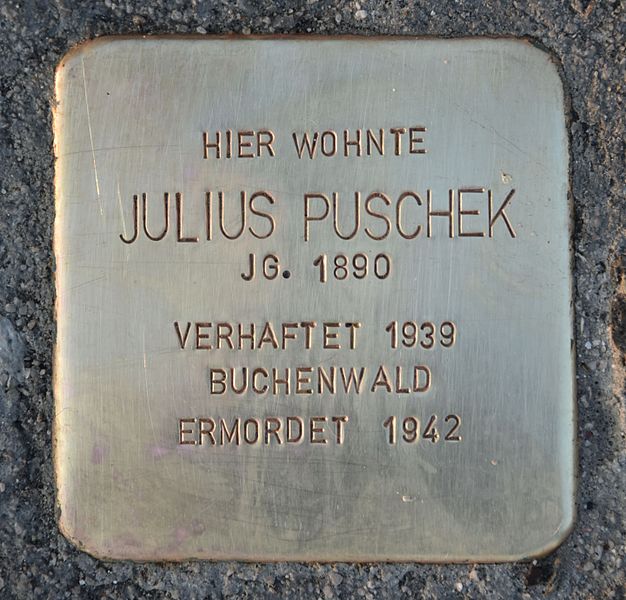 HIER WOHNTE
JULIUS PUSCHEK
JG. 1890
VERHAFTET 1939
BUCHENWALD
ERMORDET 1942